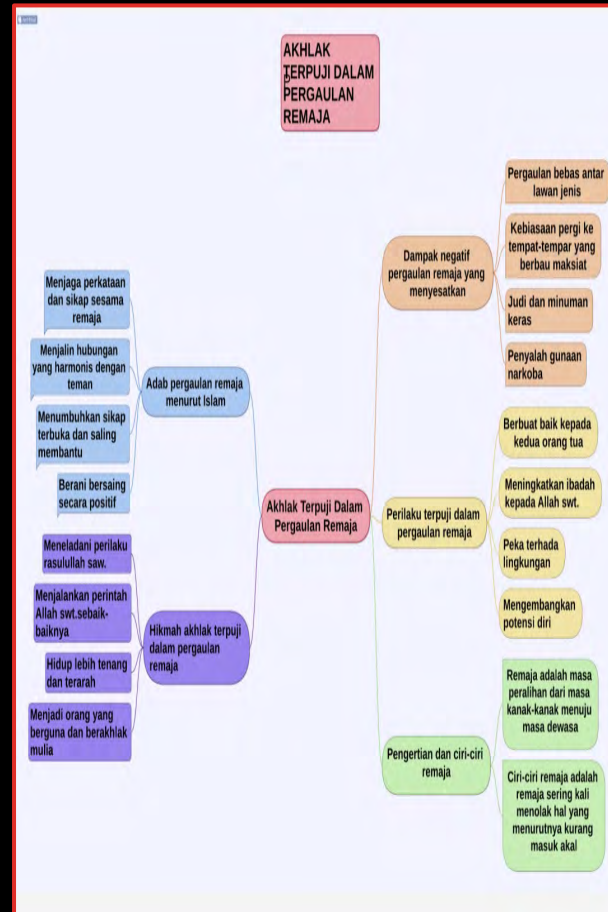 AKHLAK
TERPUJI DALAM
PERGAULAN
REMAJA
Menjaga perkataan
dan sikap sesama
remaja
Menjalin hubungan
yang harmonis dengan
teman
Menumbuhkan sikap
terbuka dan saling
membantu
Berani bersaing
secara positif
Adab pergaulan remaja
menurut Islam
Meneladani perilaku
rasulullah saw.
Menjalankan perintah
Allah swt.sebaik-
baiknya
Hidup lebih tenang
dan terarah
Menjadi orang yang
berguna dan berakhlak
mulia
Hikmah akhlak terpuji
dalam pergaulan
remaja
Akhlak Terpuji Dalam
Pergaulan Remaja
Dampak negatif
pergaulan remaja yang
menyesatkan
Pergaulan bebas antar
lawan jenis
Kebiasaan pergi ke
tempat-tempar yang
berbau maksiat
Judi dan minuman
keras
Penyalah gunaan
narkoba
Perilaku terpuji dalam
pergaulan remaja
Berbuat baik kepada
kedua orang tua
Meningkatkan ibadah
kepada Allah swt.
Peka terhada
lingkungan
Mengembangkan
potensi diri
Pengertian dan ciri-ciri
remaja
Remaja adalah masa
peralihan dari masa
kanak-kanak menuju
masa dewasa
Ciri-ciri remaja adalah
remaja sering kali
menolak hal yang
menurutnya kurang
masuk akal